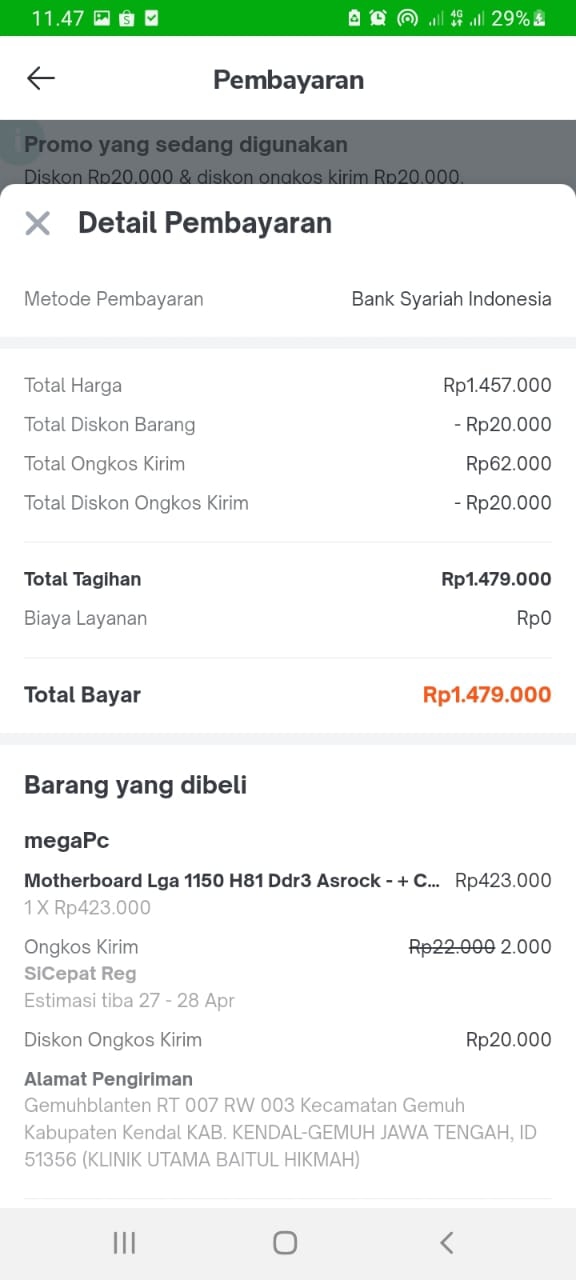 11.47
4G
29%
Pembayaran
Promo yang sedang digunakan
Diskon Rp20.000 & diskon ongkos kirim Rp20.000.
Detail Pembayaran
Metode Pembayaran Bank Syariah Indonesia
Total Harga Rp1.457.000
Total Diskon Barang - Rp20.000
Total Ongkos Kirim Rp62.000
Total Diskon Ongkos Kirim - Rp20.000
Total Tagihan Rp1.479.000
Biaya Layanan Rp0
Total Bayar Rp1.479.000
Barang yang dibeli
megaPc
Motherboard Lga 1150 H81 Ddr3 Asrock - + C... Rp423.000
1 X Rp423.000
Ongkos Kirim Rp22.000 2.000
SiCepat Reg
Estimasi tiba 27 - 28 Apr
Diskon Ongkos Kirim Rp20.000
Alamat Pengiriman
Gemuhblanten RT 007 RW 003 Kecamatan Gemuh
Kabupaten Kendal KAB. KENDAL-GEMUH JAWA TENGAH, ID
51356 (KLINIK UTAMA BAITUL HIKMAH)